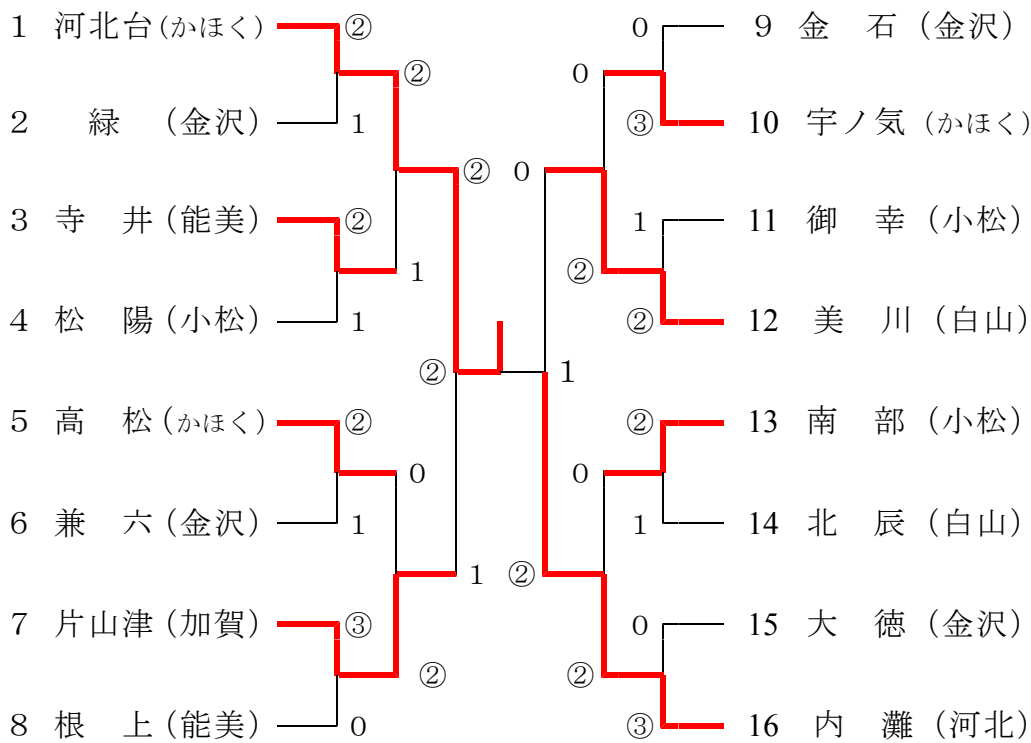 1 河北台(かほく) ② 0 9 金 石 (金沢)
② 0
2 緑 (金沢) 1 ③ 10 宇ノ気 (かほく)
② 0
3 寺 井(能美) ② 1 11 御 幸 (小松)
1 ②
4 松 陽(小松) 1 ② 12 美 川 (白山)
② 1
5 高 松(かほく) ② ② 13 南 部 (小松)
0 0
6 兼 六(金沢) 1 1 14 北 辰 (白山)
1 ②
7 片山津(加賀) ③ 0 15 大 徳 (金沢)
② ②
8 根 上(能美) 0 ③ 16 内 灘 (河北)